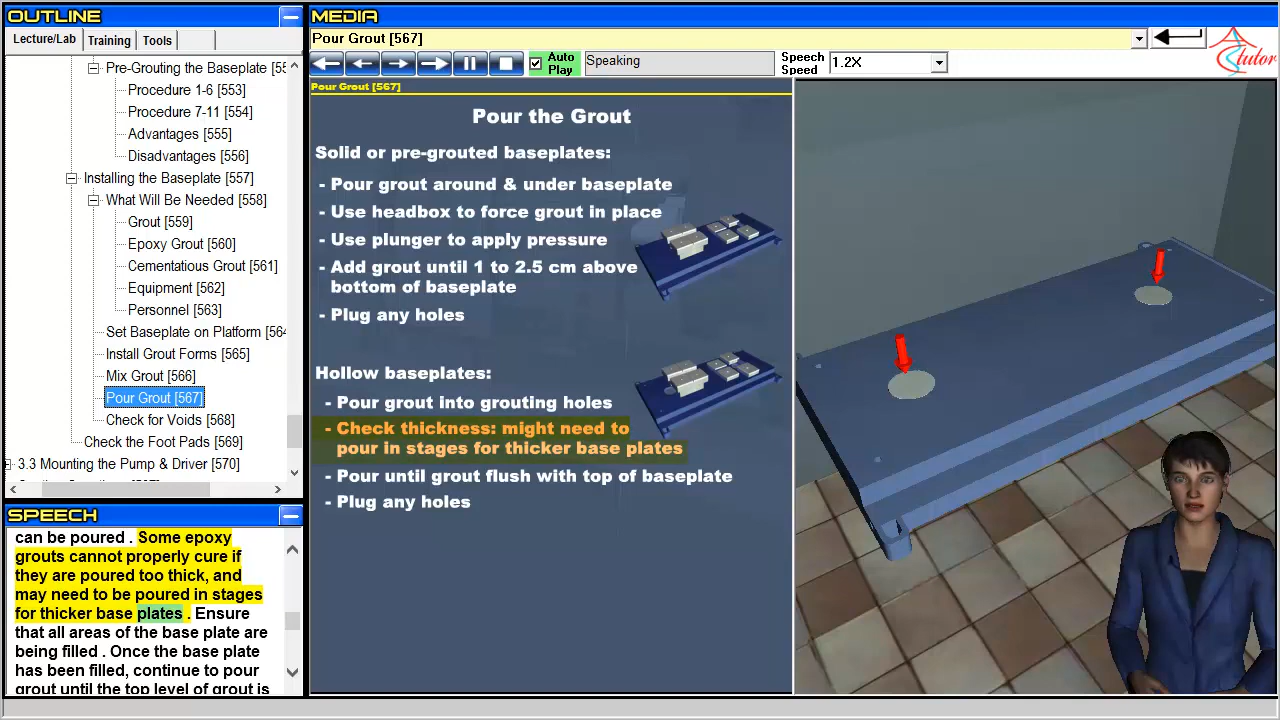 OUTLINE
Lecture/Lab
Training
Tools
Pre-Grouting the Baseplate [55
Procedure 1-6 [553]
Procedure 7-11 [554]
Advantages [555]
Disadvantages [556]
Installing the Baseplate [557]
What Will Be Needed [558]
Grout [559]
Epoxy Grout [560]
Cementatious Grout [561]
Equipment [562]
Personnel [563]
Set Baseplate on Platform [564
Install Grout Forms [565]
Mix Grout [566]
Pour Grout [567]
Check for Voids [568]
Check the Foot Pads [569]
3.3 Mounting the Pump & Driver [570]
SPEECH
can be poured . Some epoxy
grouts cannot properly cure if
they are poured too thick, and
may need to be poured in stages
for thicker base plates . Ensure
that all areas of the base plate are
being filled . Once the base plate
has been filled, continue to pour
grout until the top level of grout is
MEDIA
Pour Grout [567]
Auto
Play
Speaking
Speech
Speed
1.2X
tutor
Pour Grout [567]
Pour the Grout
Solid or pre-grouted baseplates:
- Pour grout around & under baseplate
- Use headbox to force grout in place
- Use plunger to apply pressure
- Add grout until 1 to 2.5 cm above
bottom of baseplate
- Plug any holes
Hollow baseplates:
- Pour grout into grouting holes
- Check thickness: might need to
pour in stages for thicker base plates
- Pour until grout flush with top of baseplate
- Plug any holes